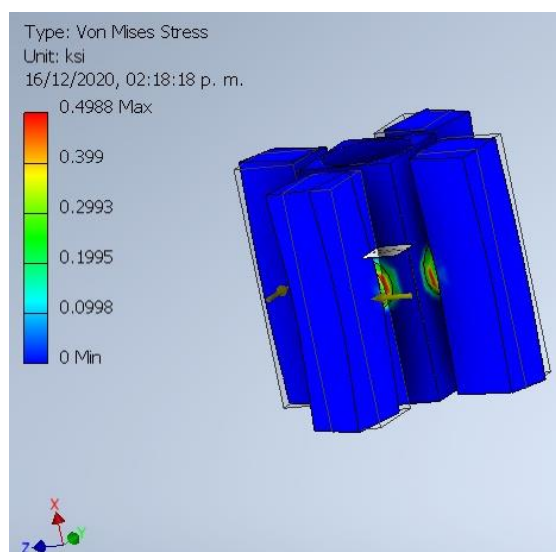 Type: Von Mises Stress
Unit: ksi
16/12/2020, 02:18:18 p. m.
0.4988 Max
0.399
0.2993
0.1995
0.0998
0 Min
X
Y
Z